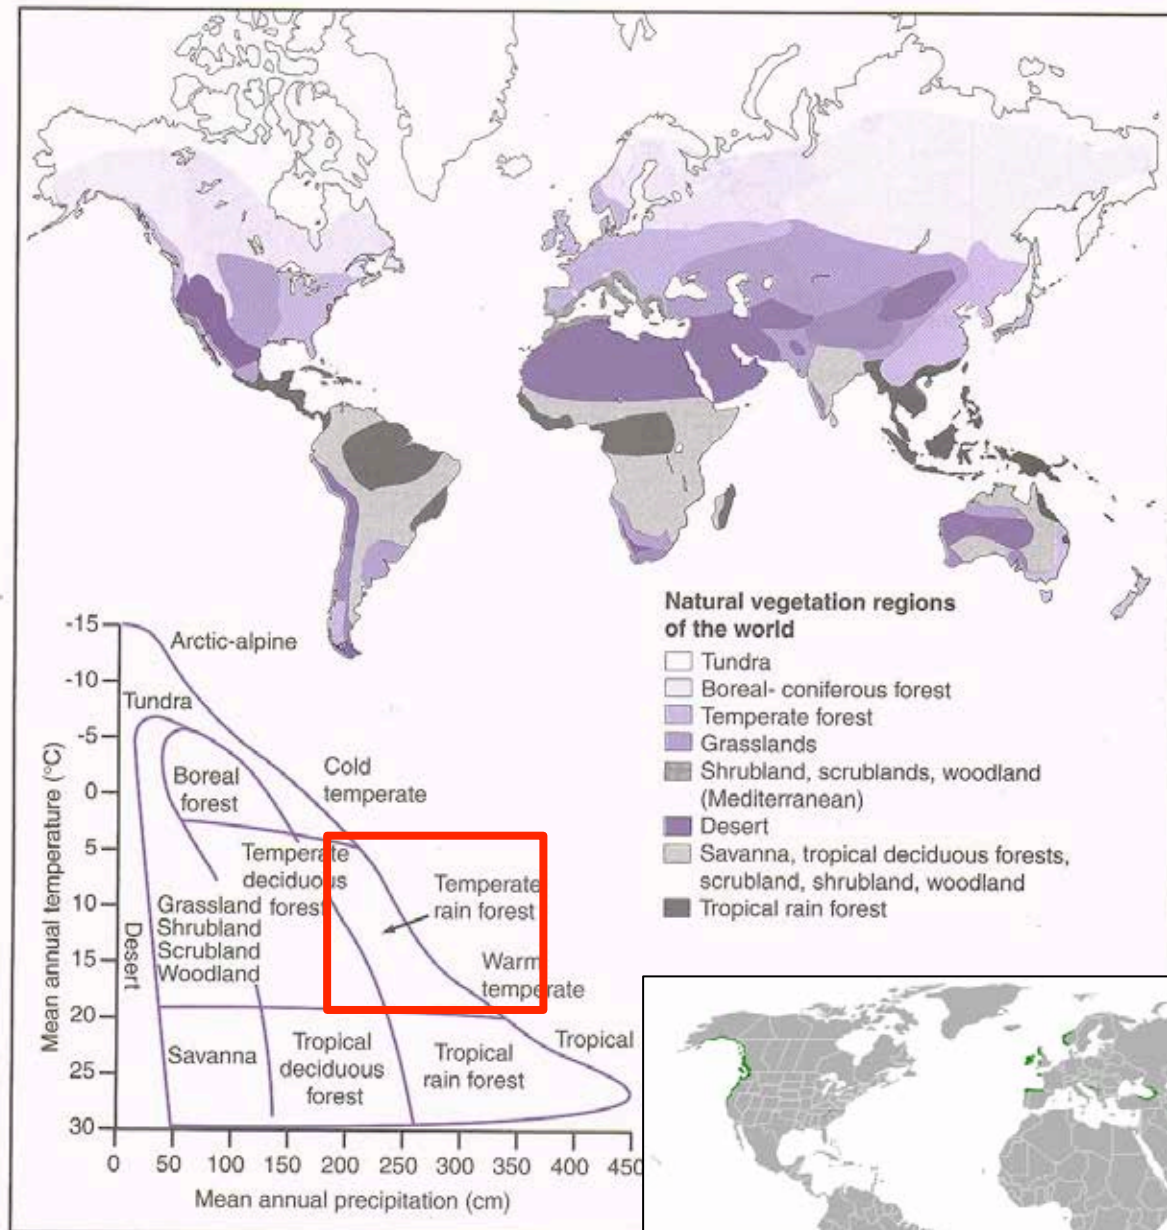 Natural vegetation regions
of the world
Tundra
Boreal- coniferous forest
Temperate forest
Grasslands
Shrubland, scrublands, woodland
(Mediterranean)
Desert
Savanna, tropical deciduous forests,
scrubland, shrubland, woodland
Tropical rain forest
Mean annual temperature (°C)
-15
-10
-5
0
5
10
15
20
25
30
Arctic-alpine
Tundra
Cold
temperate
Boreal
forest
Temperate
deciduous
forest
Temperate
rain forest
Grassland
Shrubland
Scrubland
Woodland
Desert
Warm
temperate
Savanna
Tropical
deciduous
forest
Tropical
rain forest
Tropical
0 50 100 150 200 250 300 350 400 450
Mean annual precipitation (cm)